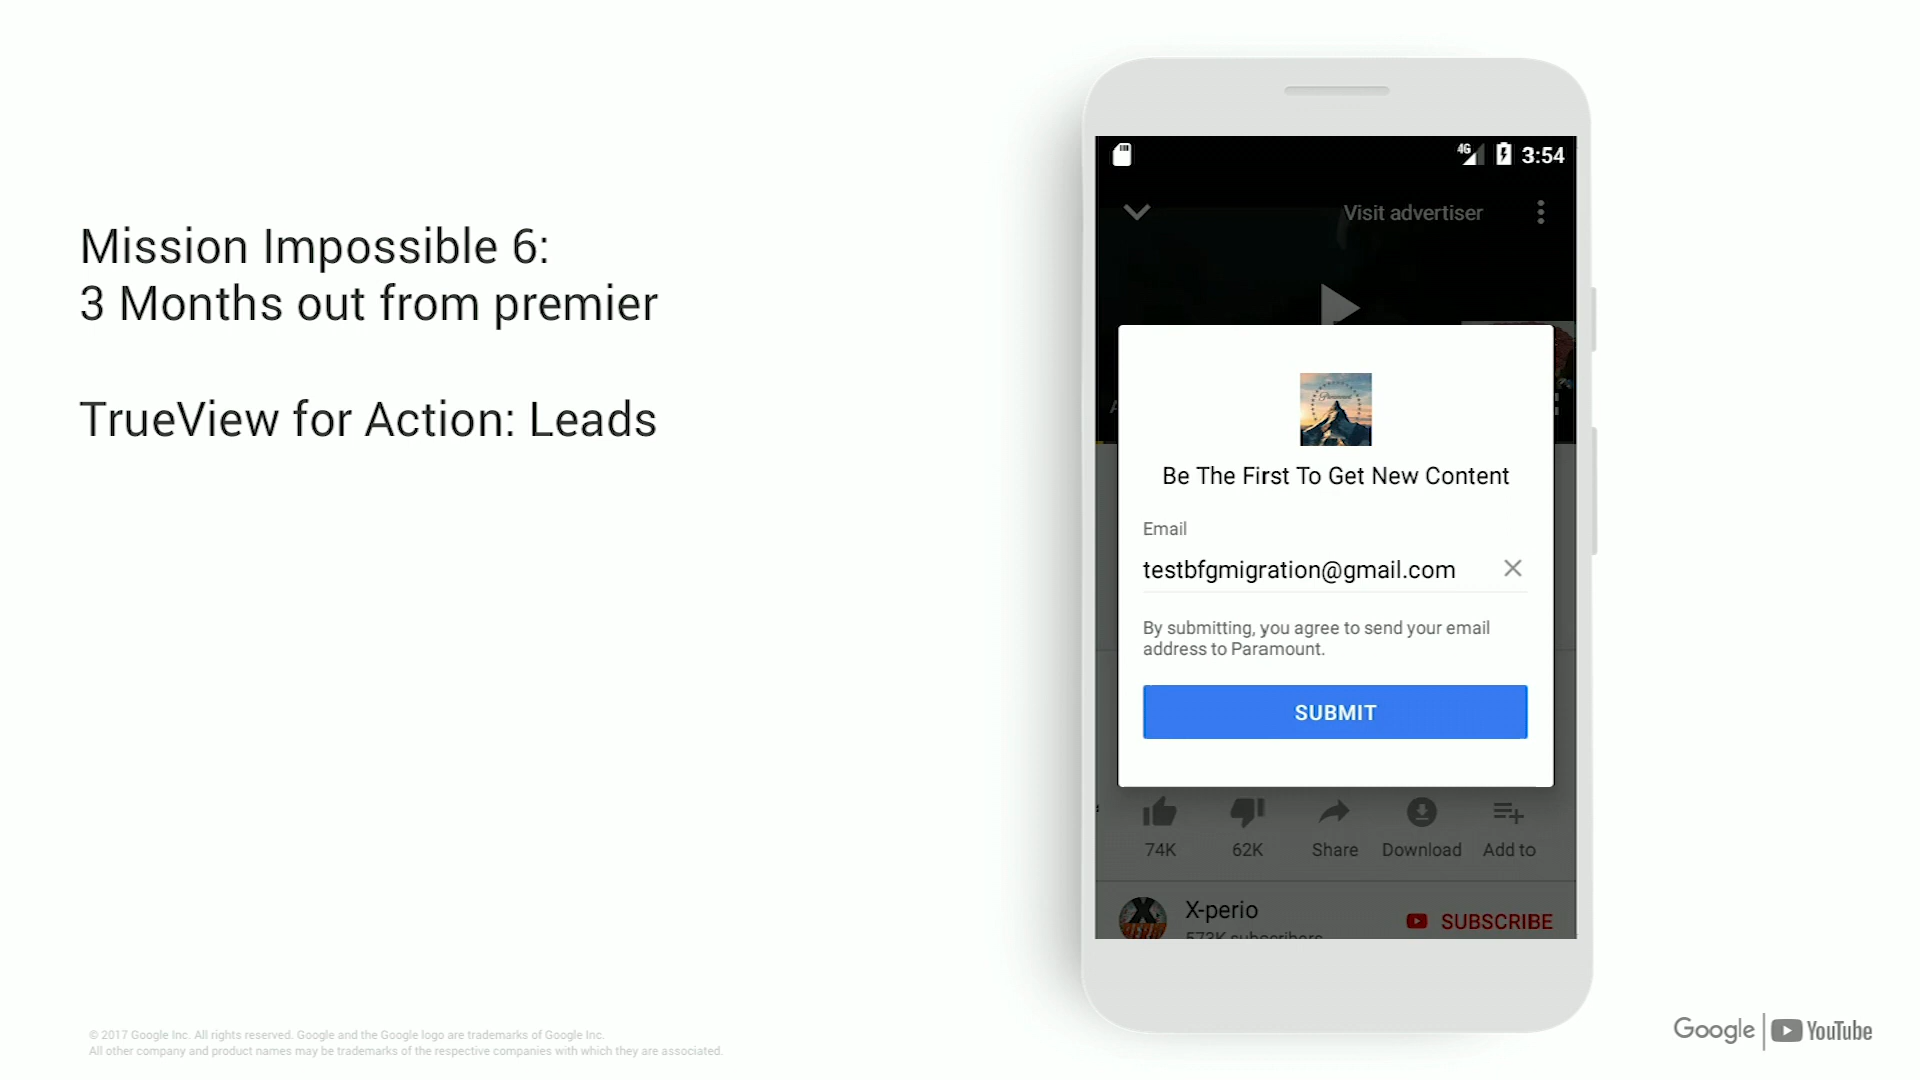 Mission Impossible 6:
3 Months out from premier
TrueView for Action: Leads
4G 3:54
Visit advertiser
Paramount
Be The First To Get New Content
Email
testbfgmigration@gmail.com
By submitting, you agree to send your email
address to Paramount.
SUBMIT
74K 62K Share Download Add to
X-perio
573K subscribers
SUBSCRIBE
© 2017 Google Inc. All rights reserved. Google and the Google logo are trademarks of Google Inc.
All other company and product names may be trademarks of the respective companies with which they are associated.
Google YouTube